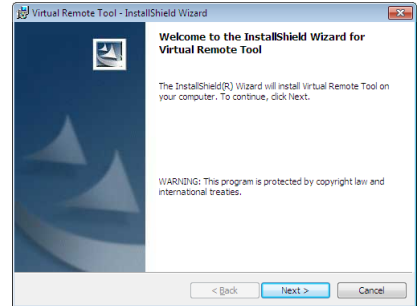 Virtual Remote Tool - InstallShield Wizard
Welcome to the InstallShield Wizard for
Virtual Remote Tool
The InstallShield(R) Wizard will install Virtual Remote Tool on
your computer. To continue, click Next.
WARNING: This program is protected by copyright law and
international treaties.
< Back Next > Cancel